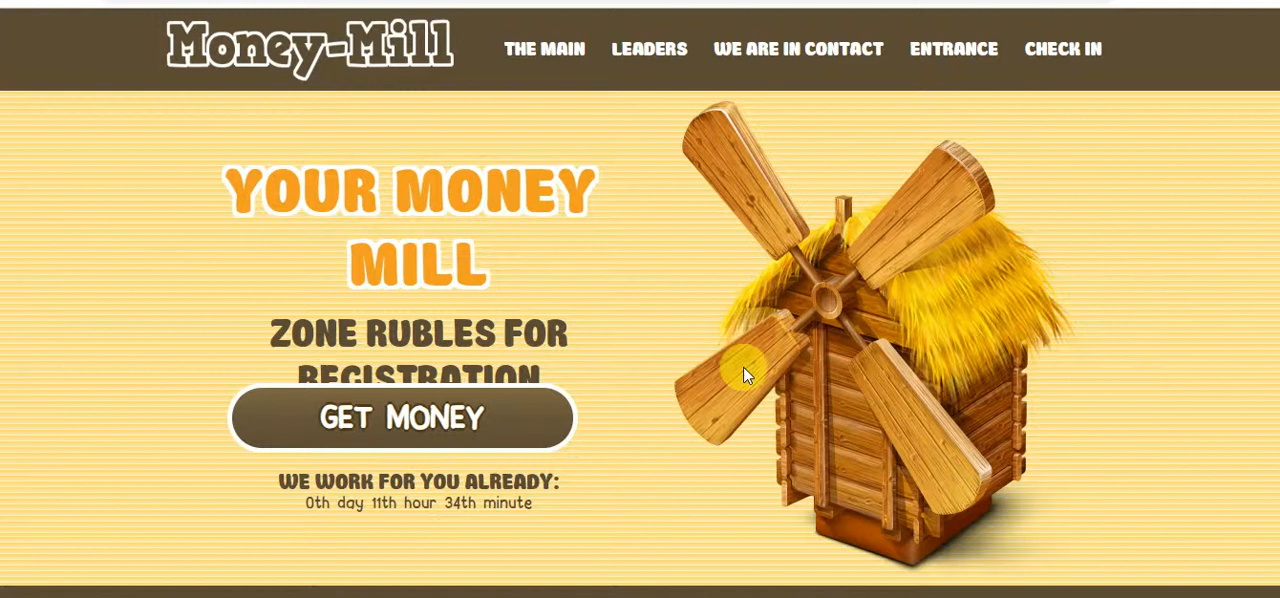 Money-Mill
THE MAIN LEADERS WE ARE IN CONTACT ENTRANCE CHECK IN
YOUR MONEY
MILL
ZONE RUBLES FOR
REGISTRATION
GET MONEY
WE WORK FOR YOU ALREADY:
0th day 11th hour 34th minute